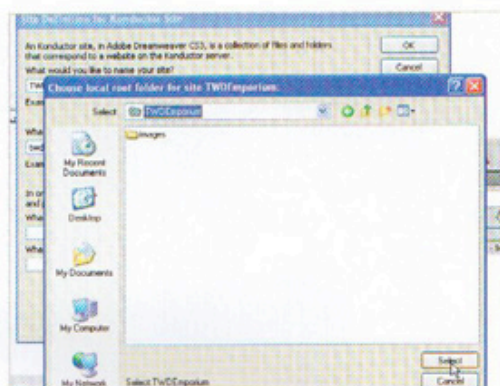 Site Definition for Konductor Site
An Konductor site, in Adobe Dreamweaver CS3, is a collection of files and folders
that correspond to a website on the Konductor server.
OK
Cancel
What would you like to name your site?
Choose local root folder for site TWDEmporium:
Select:
TWDEmporium
images
My Recent
Documents
Desktop
My Documents
My Computer
My Network
Select TWDEmporium
Select
Cancel